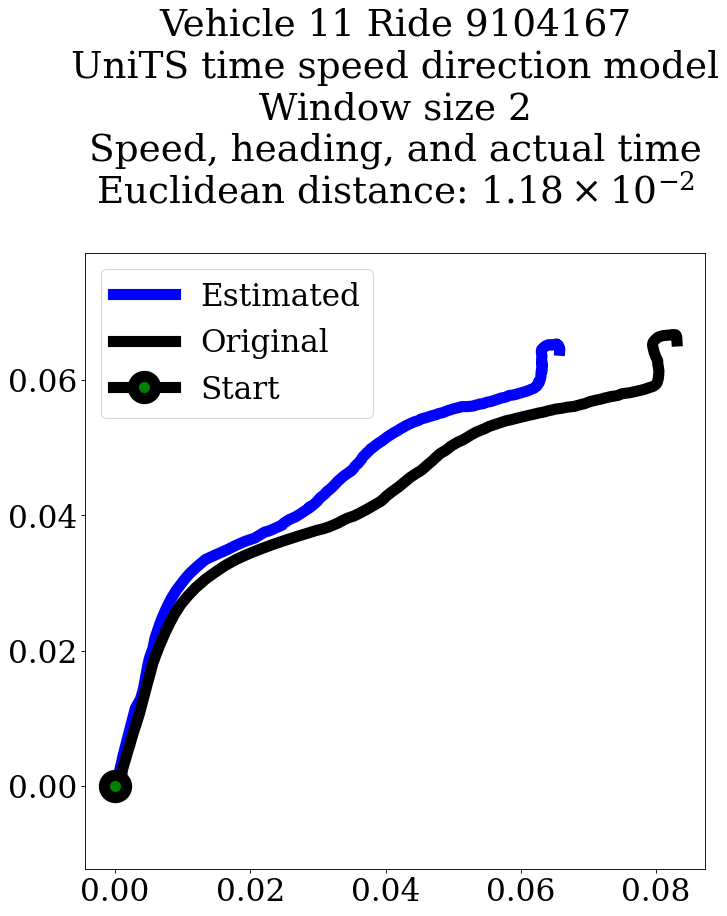 Vehicle 11 Ride 9104167
UniTS time speed direction model
Window size 2
Speed, heading, and actual time
Euclidean distance: 1.18 × 10⁻²
Estimated
Original
Start
0.06
0.04
0.02
0.00
0.00 0.02 0.04 0.06 0.08